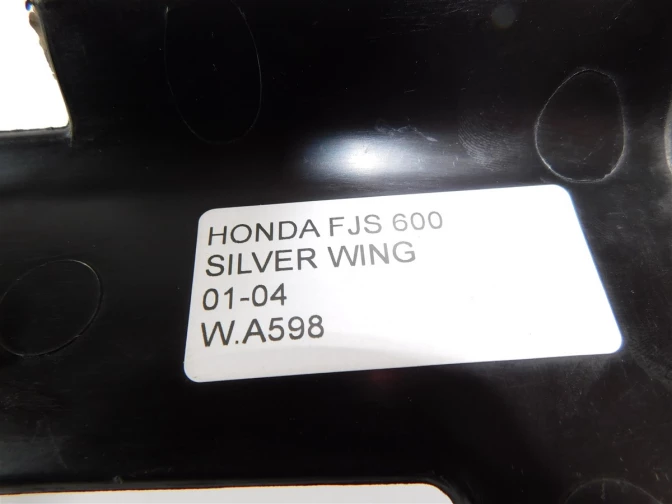 HONDA FJS 600
SILVER WING
01-04
W.A598